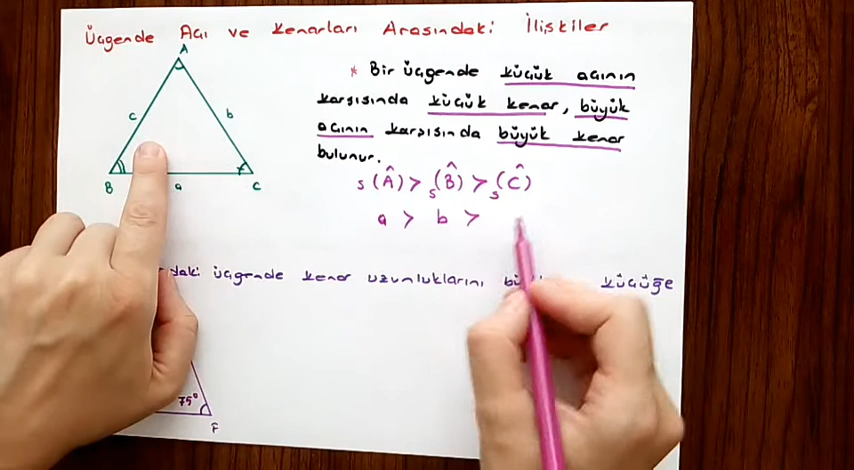 Üçgende Açı ve Kenarları Arasındaki İlişkiler
A
* Bir üçgende küçük açının
c
b
karşısında küçük kenar, büyük
açının karşısında büyük kenar
bulunur.
B
a
C
s(Â) > s(B̂) > s(Ĉ)
a > b >
daki üçgende kenar uzunluklarını küçüğe
75°
F